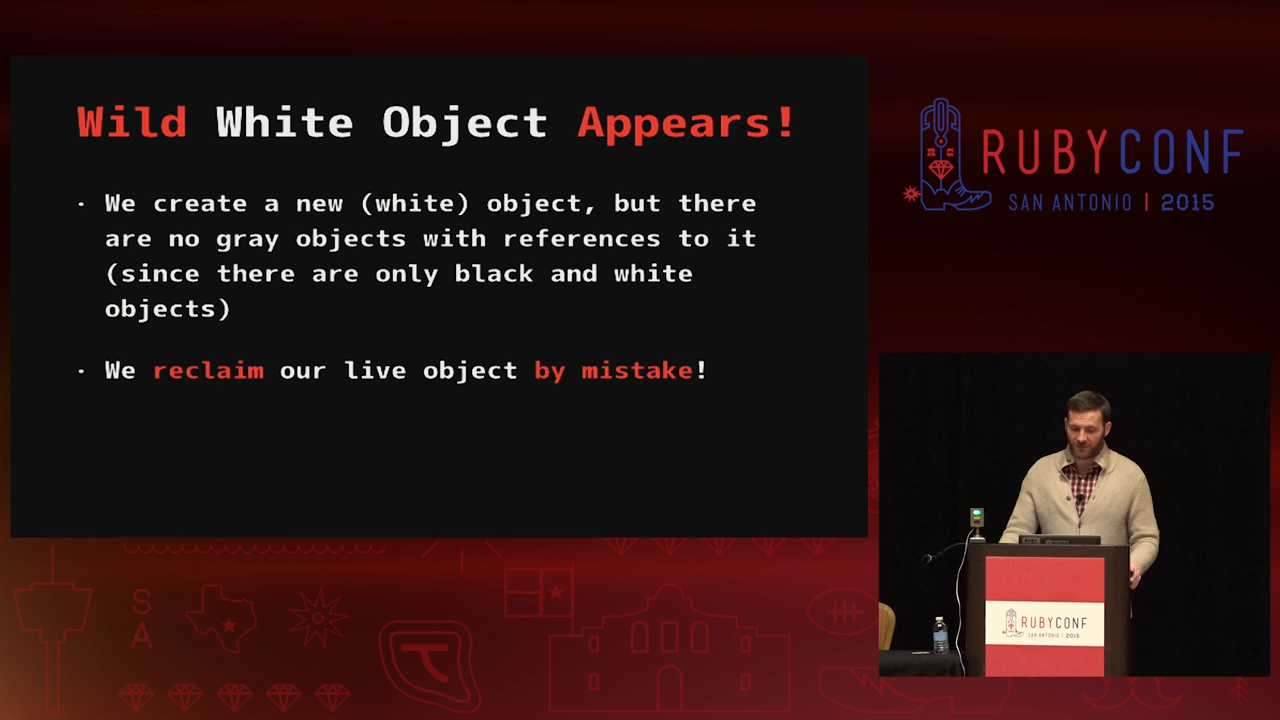 Wild White Object Appears!
· We create a new (white) object, but there
are no gray objects with references to it
(since there are only black and white
objects)
· We reclaim our live object by mistake!
RUBYCONF
SAN ANTONIO | 2015
RUBYCONF
SAN ANTONIO | 2015
S
A